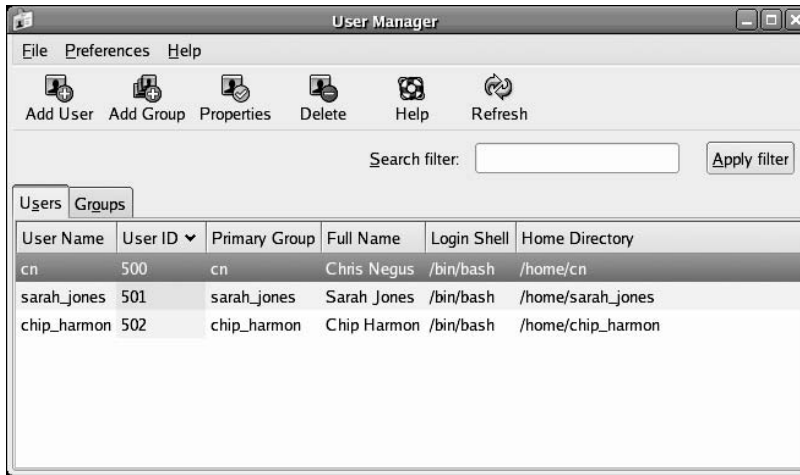 User Manager
File Preferences Help
Add User Add Group Properties Delete Help Refresh
Search filter: Apply filter
Users Groups
User Name User ID Primary Group Full Name Login Shell Home Directory
cn 500 cn Chris Negus /bin/bash /home/cn
sarah_jones 501 sarah_jones Sarah Jones /bin/bash /home/sarah_jones
chip_harmon 502 chip_harmon Chip Harmon /bin/bash /home/chip_harmon